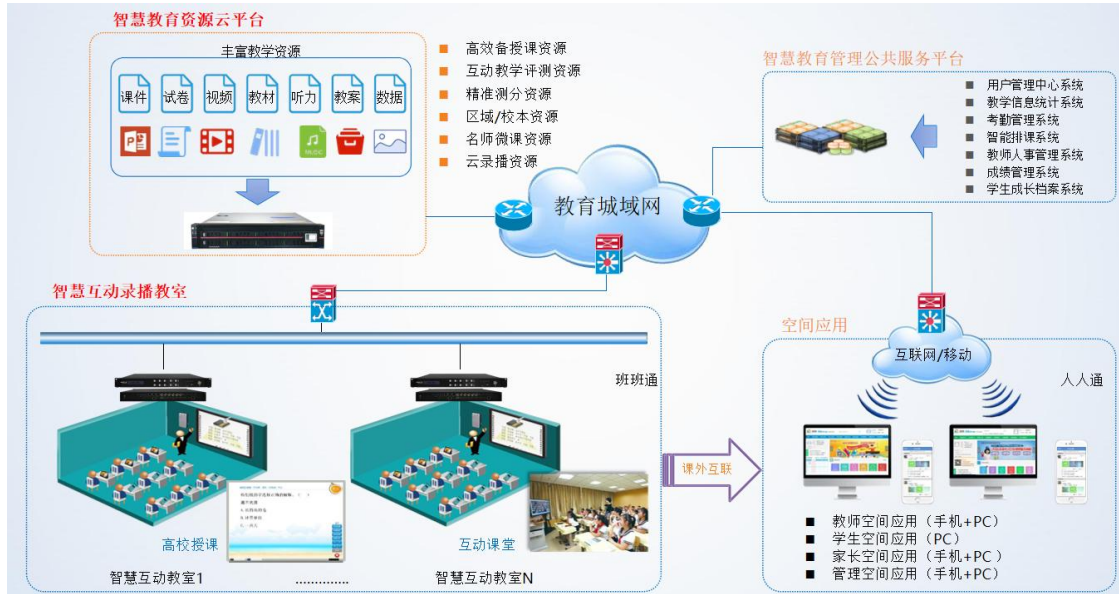 智慧教育资源云平台
丰富教学资源
课件 试卷 视频 教材 听力 教案 数据
MUSIC
高效备授课资源
互动教学评测资源
精准测分资源
区域/校本资源
名师微课资源
云录播资源
教育城域网
智慧教育管理公共服务平台
用户管理中心系统
教学信息统计系统
考勤管理系统
智能排课系统
教师人事管理系统
成绩管理系统
学生成长档案系统
智慧互动录播教室
班班通
高校授课
互动课堂
智慧互动教室1
..............
智慧互动教室N
课外互联
空间应用
互联网/移动
人人通
教师空间应用（手机+PC）
学生空间应用（PC）
家长空间应用（手机+PC）
管理空间应用（手机+PC）